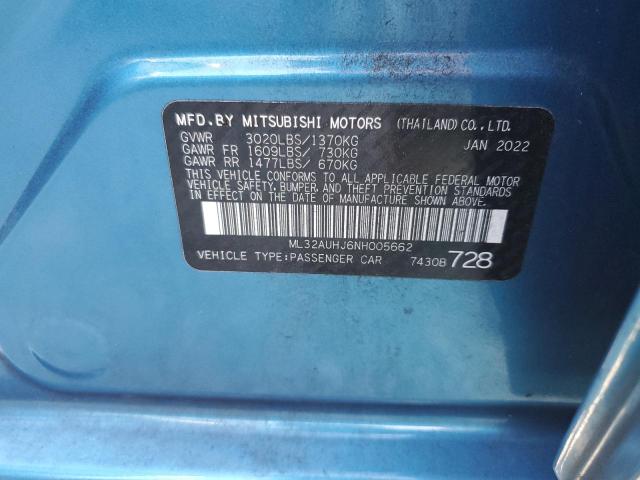 MFD.BY MITSUBISHI MOTORS (THAILAND)CO.,LTD.
GVWR 3020LBS/1370KG JAN 2022
GAWR FR 1609LBS/ 730KG
GAWR RR 1477LBS/ 670KG
THIS VEHICLE CONFORMS TO ALL APPLICABLE FEDERAL MOTOR
VEHICLE SAFETY, BUMPER, AND THEFT PREVENTION STANDARDS
IN EFFECT ON THE DATE OF MANUFACTURE SHOWN ABOVE.
ML32AUHJ6NH005662
VEHICLE TYPE:PASSENGER CAR 7430B 728